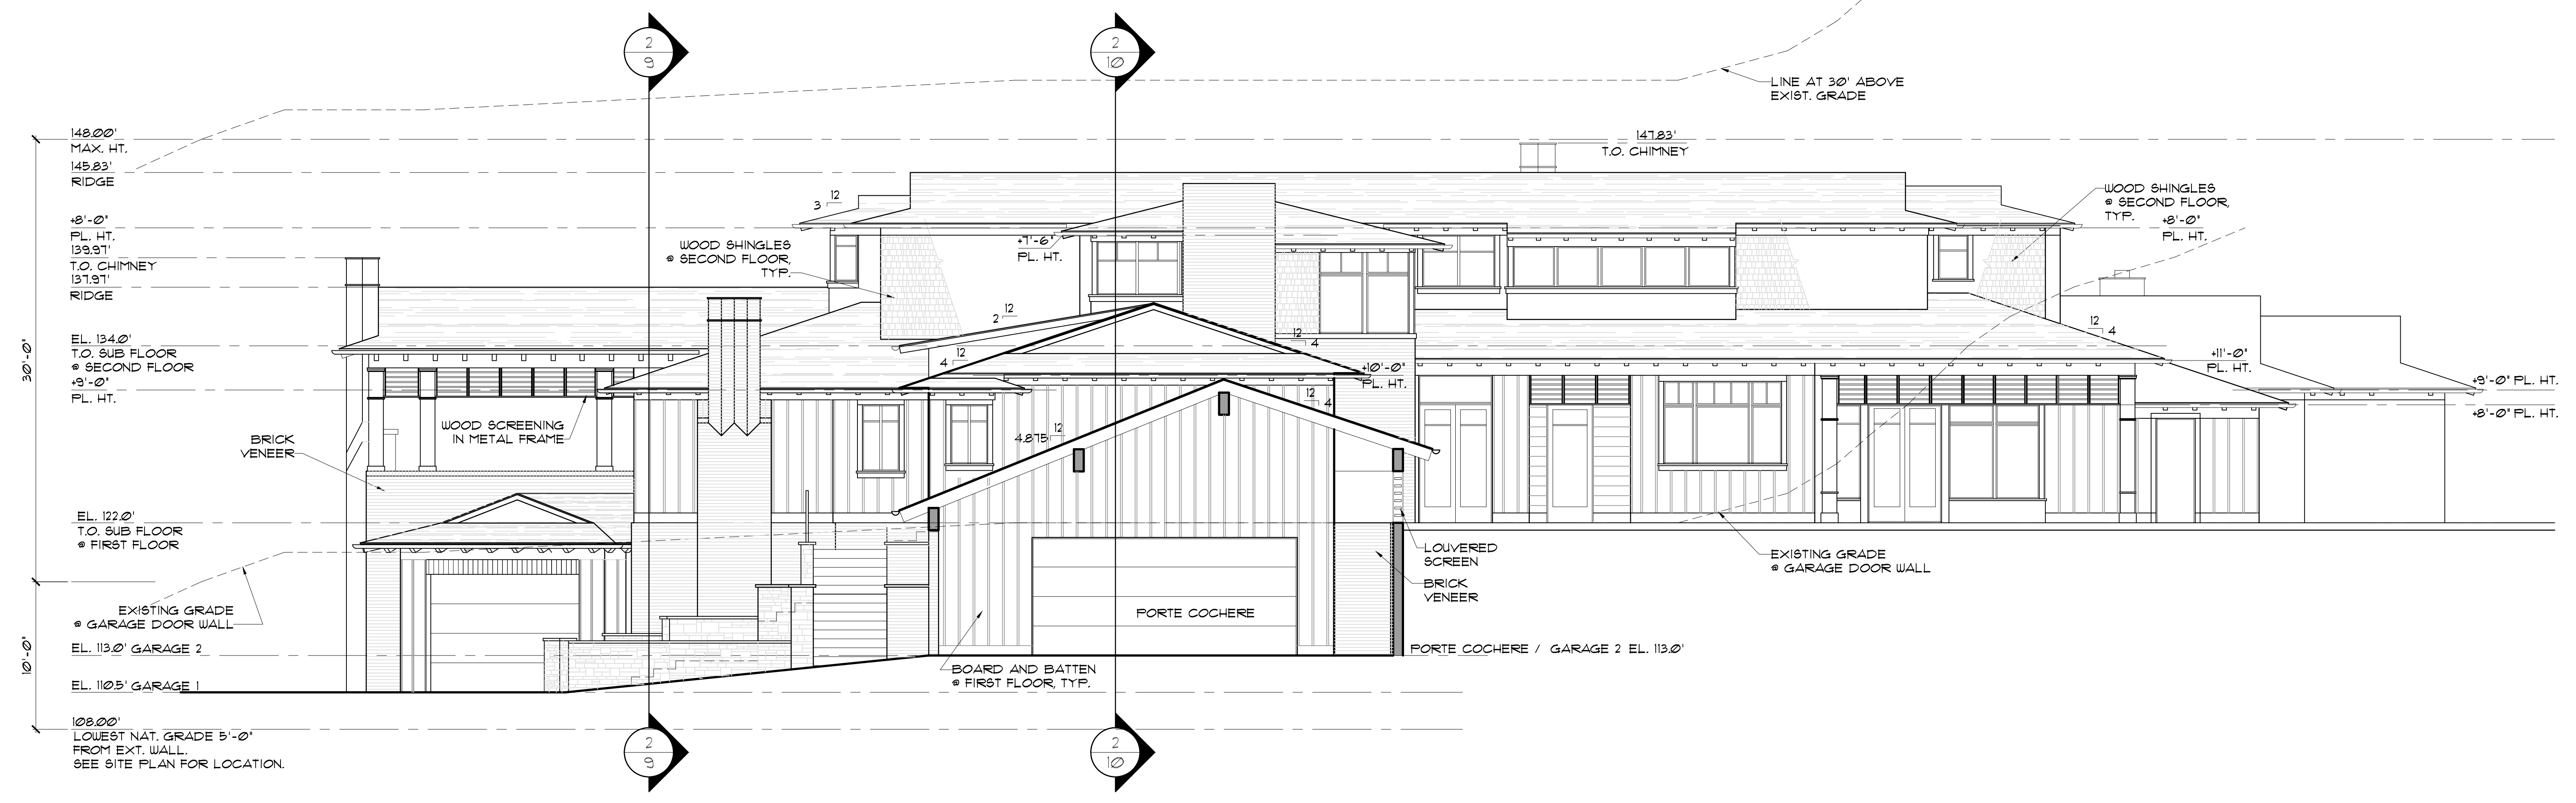 2
9
2
10
LINE AT 30' ABOVE
EXIST. GRADE
148.00'
MAX. HT.
145.83'
RIDGE
147.83'
T.O. CHIMNEY
12
3
WOOD SHINGLES
@ SECOND FLOOR,
TYP.
+8'-0"
PL. HT.
+8'-0"
PL. HT.
139.97'
T.O. CHIMNEY
137.97'
RIDGE
WOOD SHINGLES
@ SECOND FLOOR,
TYP.
+7'-6"
PL. HT.
12
2
12
4
12
4
12
4
EL. 134.0'
T.O. SUB FLOOR
@ SECOND FLOOR
+9'-0"
PL. HT.
+10'-0"
PL. HT.
+11'-0"
PL. HT.
+9'-0" PL. HT.
+8'-0" PL. HT.
30'-0"
12
4
12
4.875
WOOD SCREENING
IN METAL FRAME
BRICK
VENEER
EL. 122.0'
T.O. SUB FLOOR
@ FIRST FLOOR
LOUVERED
SCREEN
BRICK
VENEER
EXISTING GRADE
@ GARAGE DOOR WALL
EXISTING GRADE
@ GARAGE DOOR WALL
PORTE COCHERE
10'-0"
EL. 113.0' GARAGE 2
PORTE COCHERE / GARAGE 2 EL. 113.0'
BOARD AND BATTEN
@ FIRST FLOOR, TYP.
EL. 110.5' GARAGE 1
108.00'
LOWEST NAT. GRADE 5'-0"
FROM EXT. WALL.
SEE SITE PLAN FOR LOCATION.
2
9
2
10